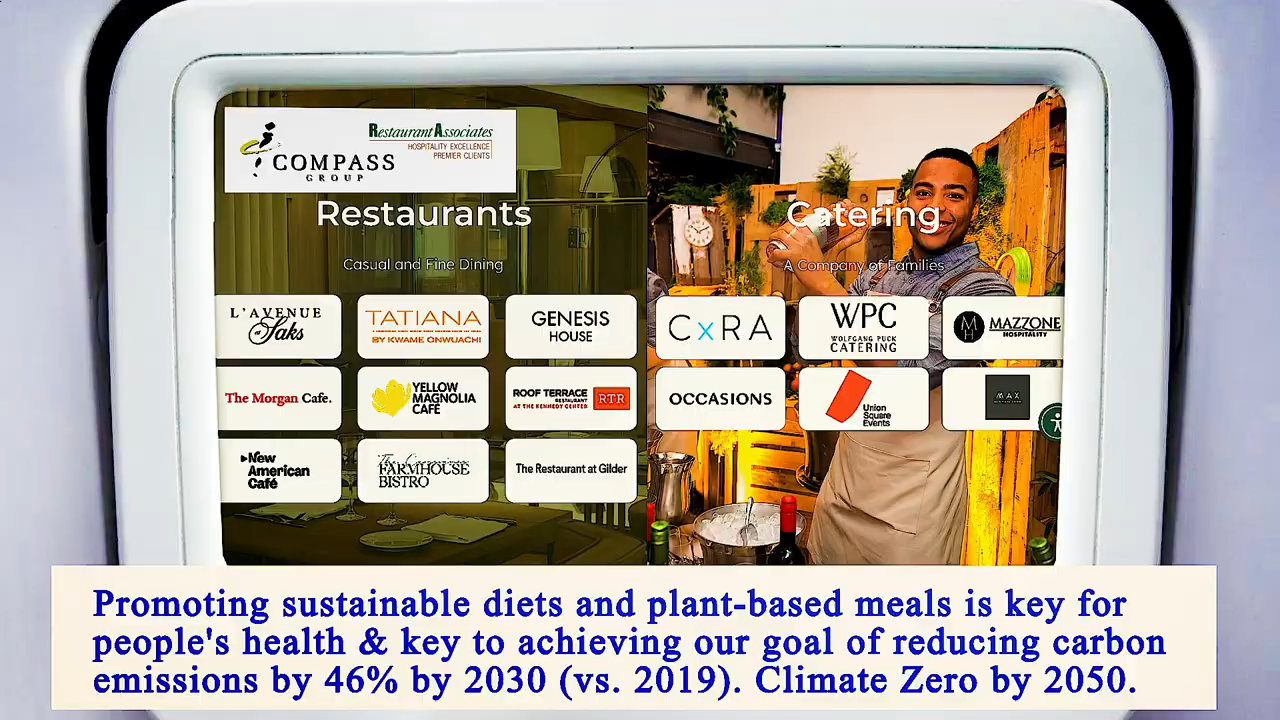 COMPASS
GROUP
Restaurant Associates
HOSPITALITY EXCELLENCE
PREMIER CLIENTS
Restaurants
Casual and Fine Dining
L'AVENUE
Saks
TATIANA
BY KWAME ONWUACHI
GENESIS
HOUSE
The Morgan Cafe.
YELLOW
MAGNOLIA
CAFÉ
ROOF TERRACE
RESTAURANT
AT THE KENNEDY CENTER
RTR
New
American
Café
FARMHOUSE
BISTRO
The Restaurant at Gilder
Catering
A Company of Families
CxRA
WPC
WOLFGANG PUCK
CATERING
MH
MAZZONE
HOSPITALITY
OCCASIONS
Union
Square
Events
MAX
Promoting sustainable diets and plant-based meals is key for
people's health & key to achieving our goal of reducing carbon
emissions by 46% by 2030 (vs. 2019). Climate Zero by 2050.